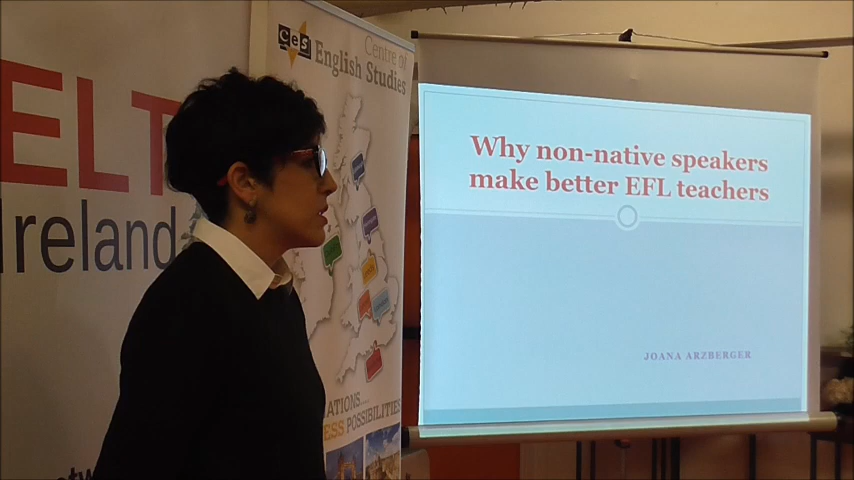 ELT
Ireland
Ces
Centre of
English Studies
Why non-native speakers
make better EFL teachers
JOANA ARZBERGER
POSSIBILITIES